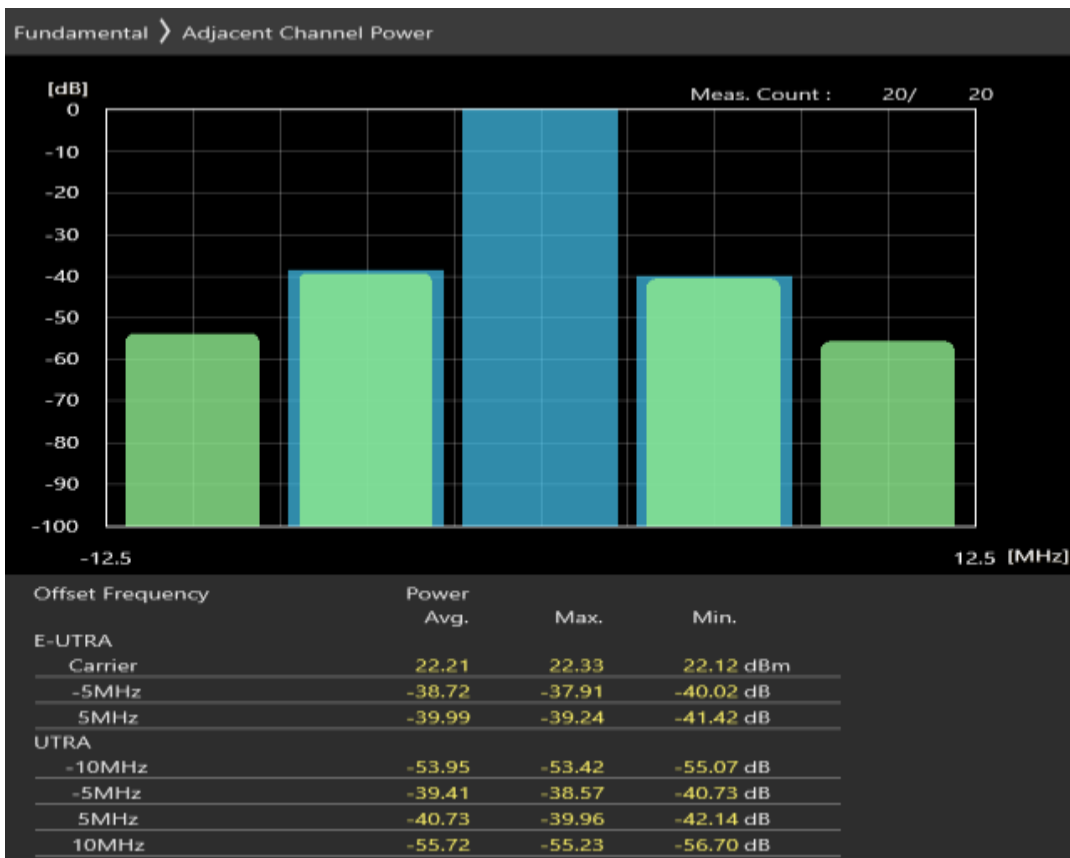 Fundamental ❯ Adjacent Channel Power
[dB]
Meas. Count : 20/ 20
0
-10
-20
-30
-40
-50
-60
-70
-80
-90
-100
-12.5 12.5 [MHz]
Offset Frequency Power
Avg. Max. Min.
E-UTRA
Carrier 22.21 22.33 22.12 dBm
-5MHz -38.72 -37.91 -40.02 dB
5MHz -39.99 -39.24 -41.42 dB
UTRA
-10MHz -53.95 -53.42 -55.07 dB
-5MHz -39.41 -38.57 -40.73 dB
5MHz -40.73 -39.96 -42.14 dB
10MHz -55.72 -55.23 -56.70 dB